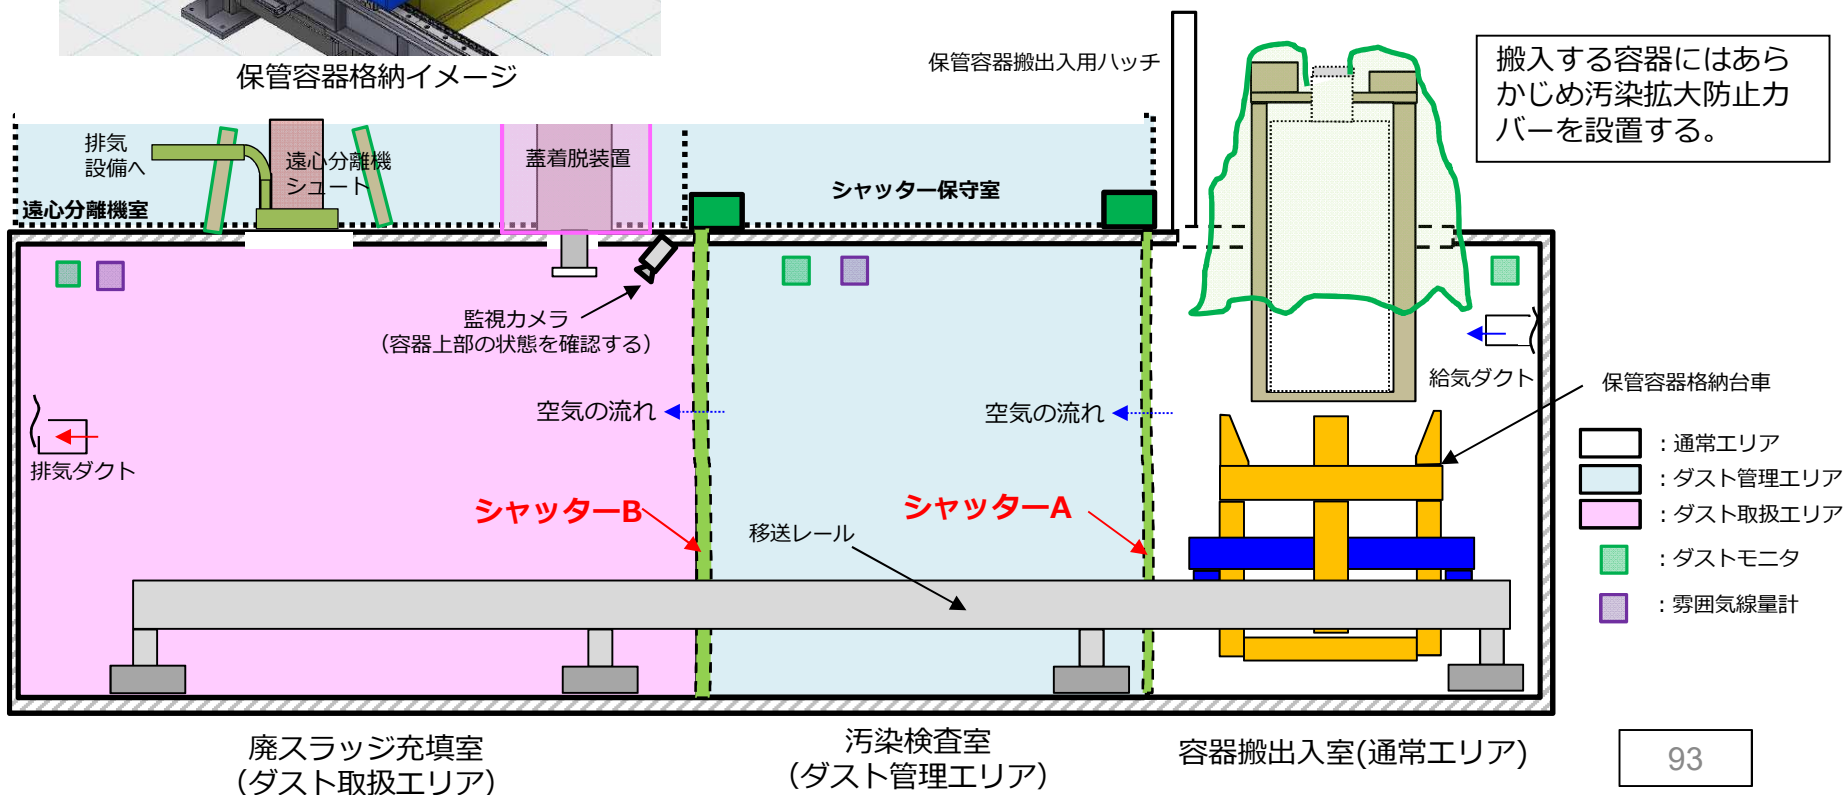 保管容器格納イメージ
保管容器搬出入用ハッチ
搬入する容器にはあら
かじめ汚染拡大防止カ
バーを設置する。
排気
設備へ
遠心分離機
シュート
蓋着脱装置
シャッター保守室
遠心分離機室
監視カメラ
（容器上部の状態を確認する）
空気の流れ
空気の流れ
給気ダクト
保管容器格納台車
排気ダクト
シャッターB
シャッターA
移送レール
：通常エリア
：ダスト管理エリア
：ダスト取扱エリア
：ダストモニタ
：雰囲気線量計
廃スラッジ充填室
（ダスト取扱エリア）
汚染検査室
（ダスト管理エリア）
容器搬出入室(通常エリア)
93